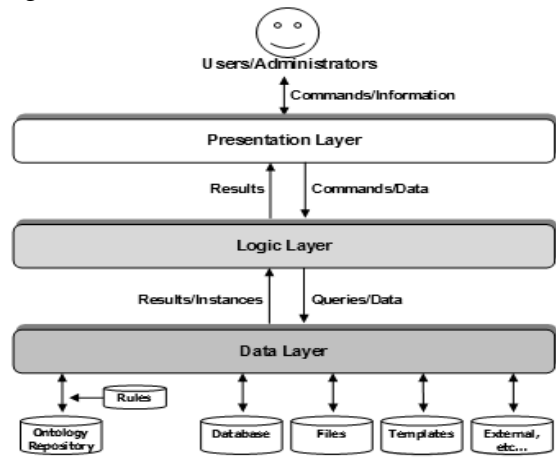 Users/Administrators
Commands/Information
Presentation Layer
Results
Commands/Data
Logic Layer
Results/Instances
Queries/Data
Data Layer
Rules
Ontology
Repository
Database
Files
Templates
External,
etc...